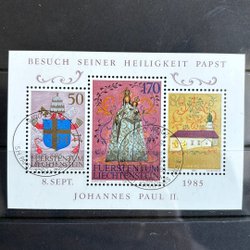 BESUCH SEINER HEILIGKEIT PAPST
50
170
FÜRSTENTUM
LIECHTENSTEIN
FÜRSTENTUM
LIECHTENSTEIN
8. SEPT.
1985
JOHANNES PAUL II.